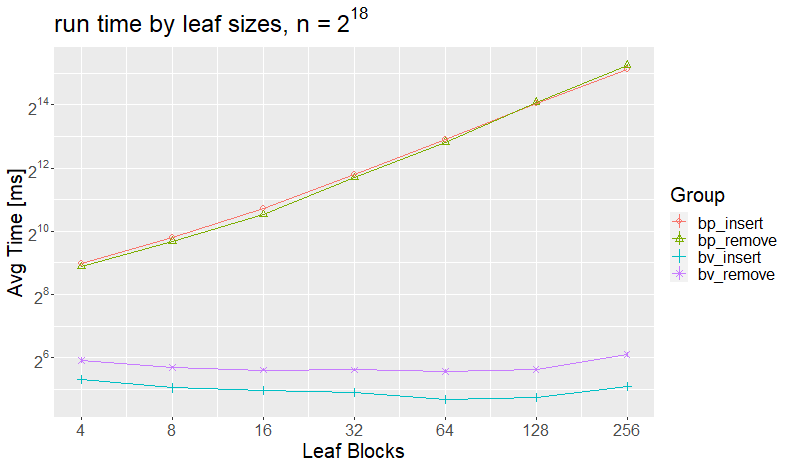 run time by leaf sizes, n = 2^18
Avg Time [ms]
2^14
2^12
2^10
2^8
2^6
4 8 16 32 64 128 256
Leaf Blocks
Group
bp_insert
bp_remove
bv_insert
bv_remove